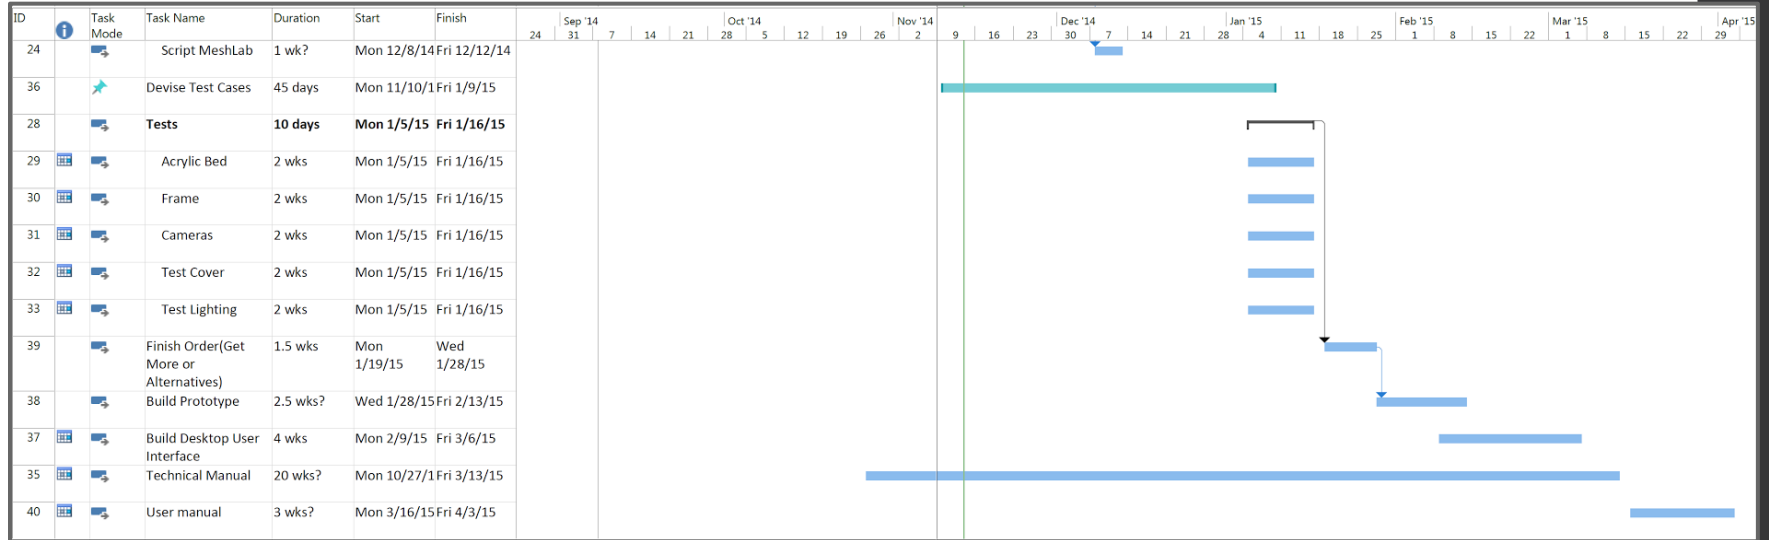 ID Task Mode Task Name Duration Start Finish
Sep '14 Oct '14 Nov '14 Dec '14 Jan '15 Feb '15 Mar '15 Apr '15
24 31 7 14 21 28 5 12 19 26 2 9 16 23 30 7 14 21 28 4 11 18 25 1 8 15 22 1 8 15 22 29
24 Script MeshLab 1 wk? Mon 12/8/14 Fri 12/12/14
36 Devise Test Cases 45 days Mon 11/10/1 Fri 1/9/15
28 Tests 10 days Mon 1/5/15 Fri 1/16/15
29 Acrylic Bed 2 wks Mon 1/5/15 Fri 1/16/15
30 Frame 2 wks Mon 1/5/15 Fri 1/16/15
31 Cameras 2 wks Mon 1/5/15 Fri 1/16/15
32 Test Cover 2 wks Mon 1/5/15 Fri 1/16/15
33 Test Lighting 2 wks Mon 1/5/15 Fri 1/16/15
39 Finish Order(Get 1.5 wks Mon Wed
More or 1/19/15 1/28/15
Alternatives)
38 Build Prototype 2.5 wks? Wed 1/28/15 Fri 2/13/15
37 Build Desktop User 4 wks Mon 2/9/15 Fri 3/6/15
Interface
35 Technical Manual 20 wks? Mon 10/27/1 Fri 3/13/15
40 User manual 3 wks? Mon 3/16/15 Fri 4/3/15